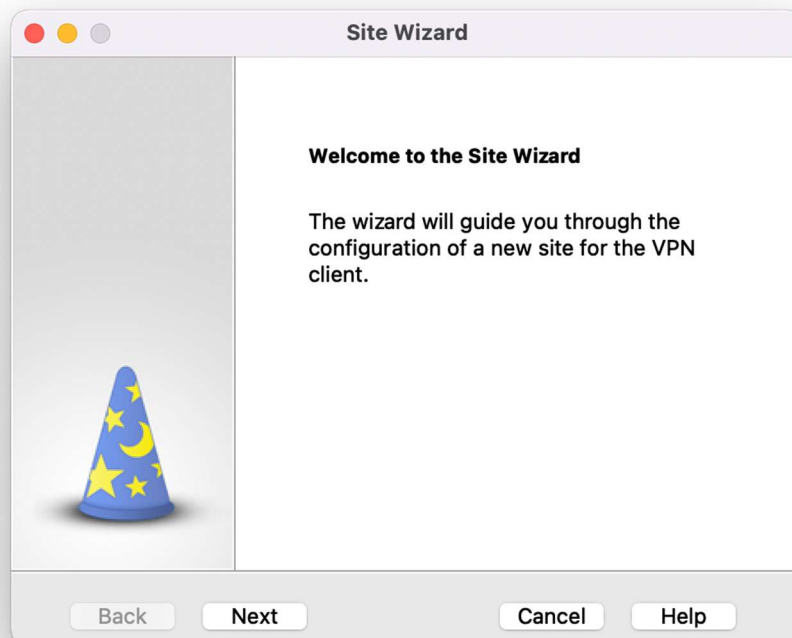 Site Wizard
Welcome to the Site Wizard
The wizard will guide you through the
configuration of a new site for the VPN
client.
Back Next Cancel Help